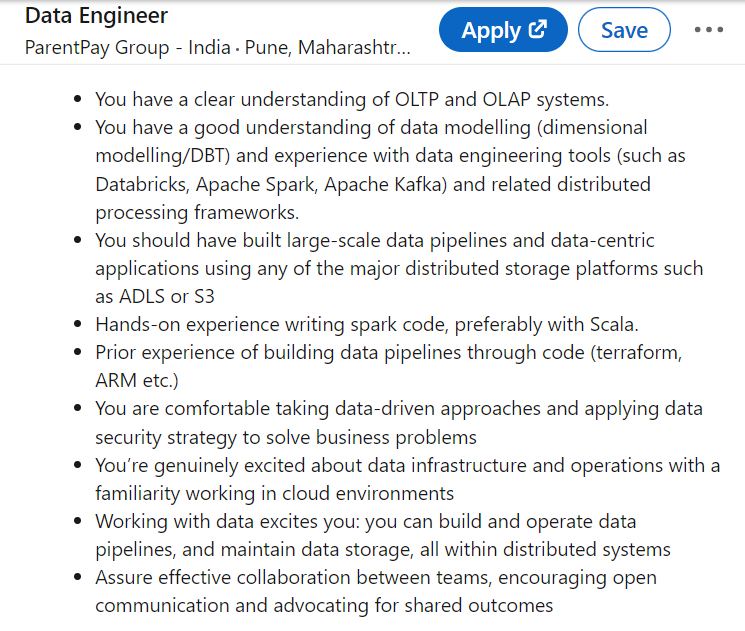 Data Engineer
ParentPay Group - India · Pune, Maharashtr...
Apply
Save
• You have a clear understanding of OLTP and OLAP systems.
• You have a good understanding of data modelling (dimensional
modelling/DBT) and experience with data engineering tools (such as
Databricks, Apache Spark, Apache Kafka) and related distributed
processing frameworks.
• You should have built large-scale data pipelines and data-centric
applications using any of the major distributed storage platforms such
as ADLS or S3
• Hands-on experience writing spark code, preferably with Scala.
• Prior experience of building data pipelines through code (terraform,
ARM etc.)
• You are comfortable taking data-driven approaches and applying data
security strategy to solve business problems
• You’re genuinely excited about data infrastructure and operations with a
familiarity working in cloud environments
• Working with data excites you: you can build and operate data
pipelines, and maintain data storage, all within distributed systems
• Assure effective collaboration between teams, encouraging open
communication and advocating for shared outcomes